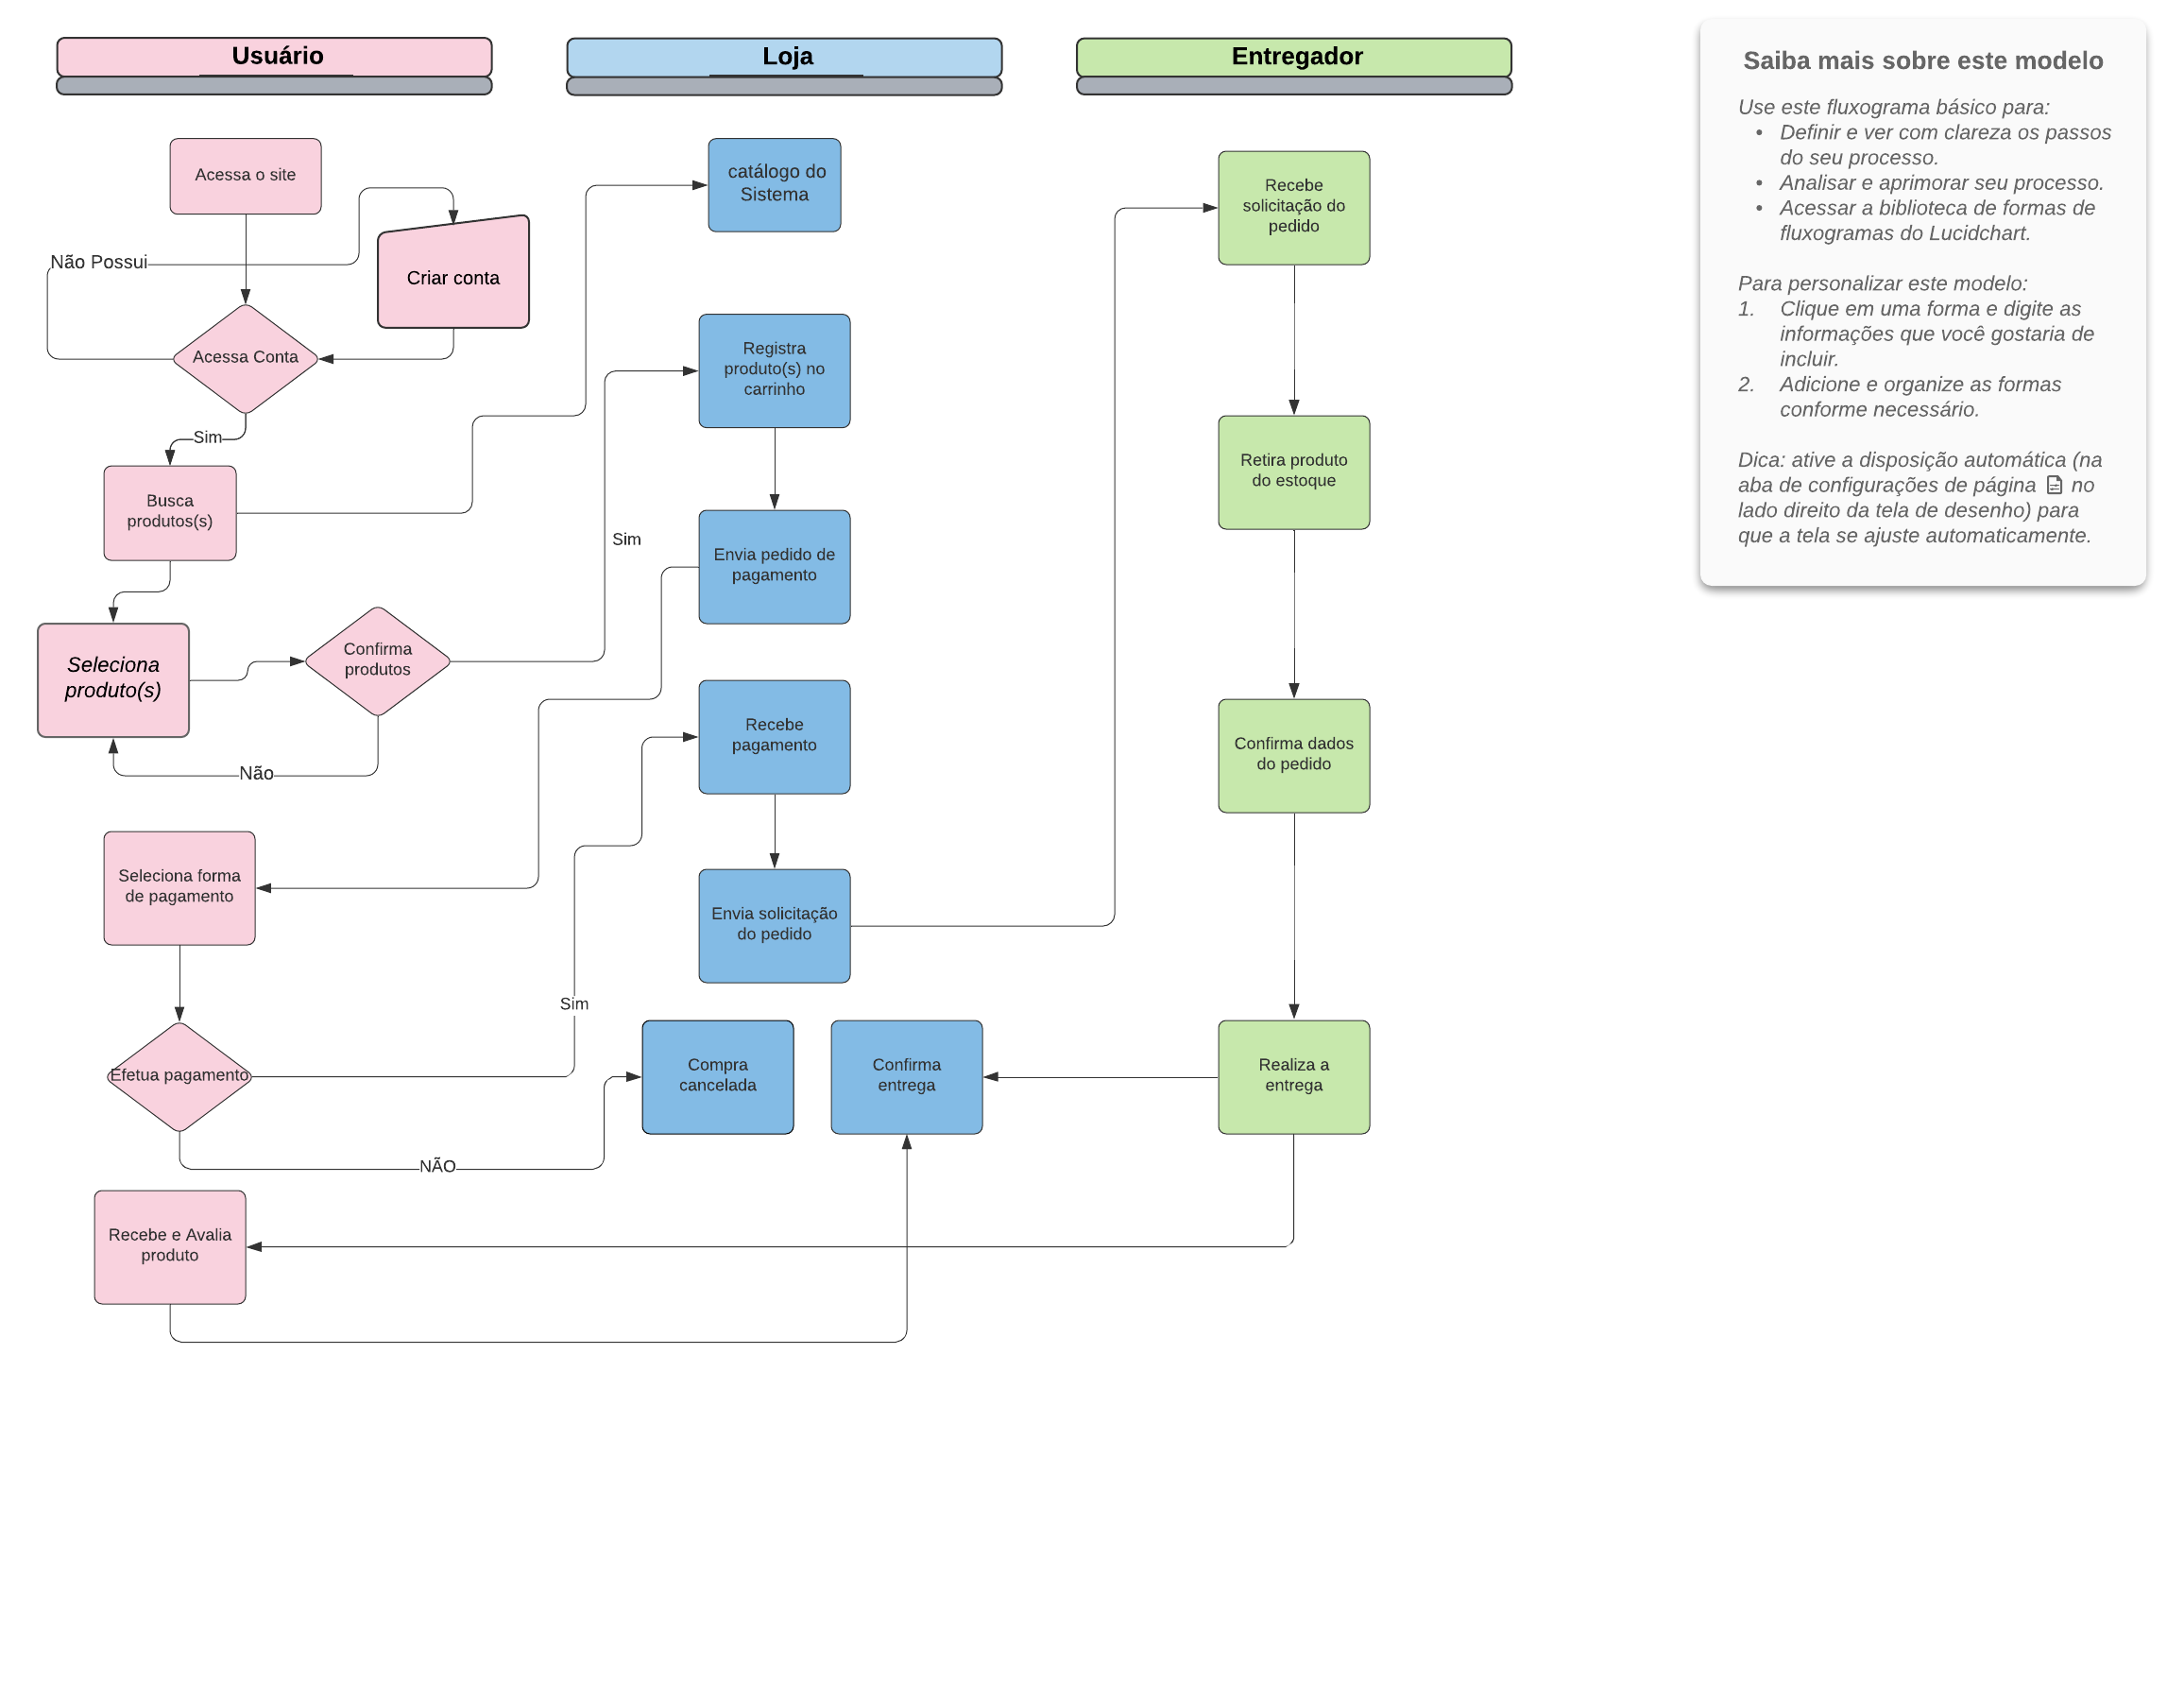 Usuário
Loja
Entregador
Acessa o site
Não Possui
Criar conta
Acessa Conta
Sim
Busca
produtos(s)
Seleciona
produto(s)
Confirma
produtos
Sim
Não
Seleciona forma
de pagamento
Efetua pagamento
Sim
NÃO
Recebe e Avalia
produto
catálogo do
Sistema
Registra
produto(s) no
carrinho
Envia pedido de
pagamento
Recebe
pagamento
Envia solicitação
do pedido
Compra
cancelada
Confirma
entrega
Recebe
solicitação do
pedido
Retira produto
do estoque
Confirma dados
do pedido
Realiza a
entrega
Saiba mais sobre este modelo
Use este fluxograma básico para:
• Definir e ver com clareza os passos
do seu processo.
• Analisar e aprimorar seu processo.
• Acessar a biblioteca de formas de
fluxogramas do Lucidchart.
Para personalizar este modelo:
1. Clique em uma forma e digite as
informações que você gostaria de
incluir.
2. Adicione e organize as formas
conforme necessário.
Dica: ative a disposição automática (na
aba de configurações de página no
lado direito da tela de desenho) para
que a tela se ajuste automaticamente.